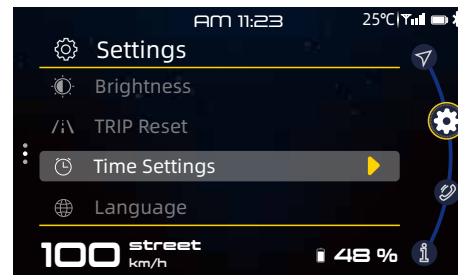 AM 11:23
25℃
Settings
Brightness
TRIP Reset
Time Settings
Language
100 street
km/h
48 %